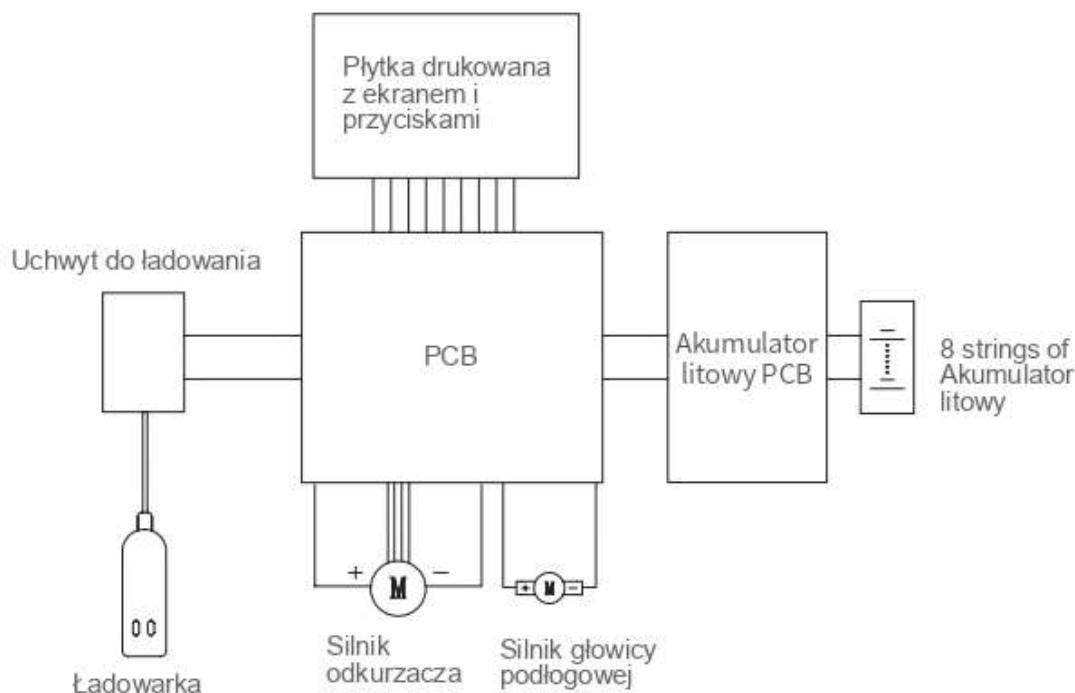 Płytka drukowana
z ekranem i
przyciskami
Uchwyt do ładowania
PCB
Akumulator
litowy PCB
8 strings of
Akumulator
litowy
+ M −
+ M −
Silnik
odkurzacza
Silnik głowicy
podłogowej
Ładowarka